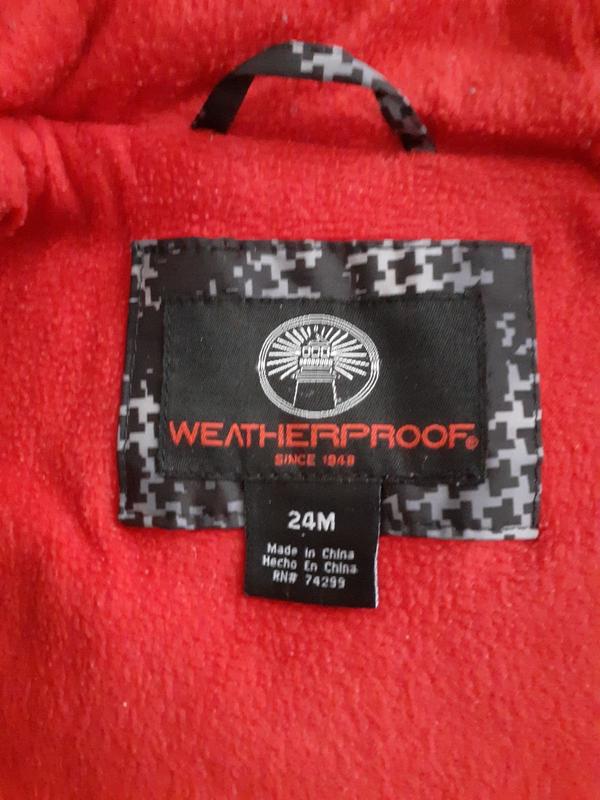 WEATHERPROOF®
SINCE 1948
24M
Made in China
Hecho En China
RN# 74299